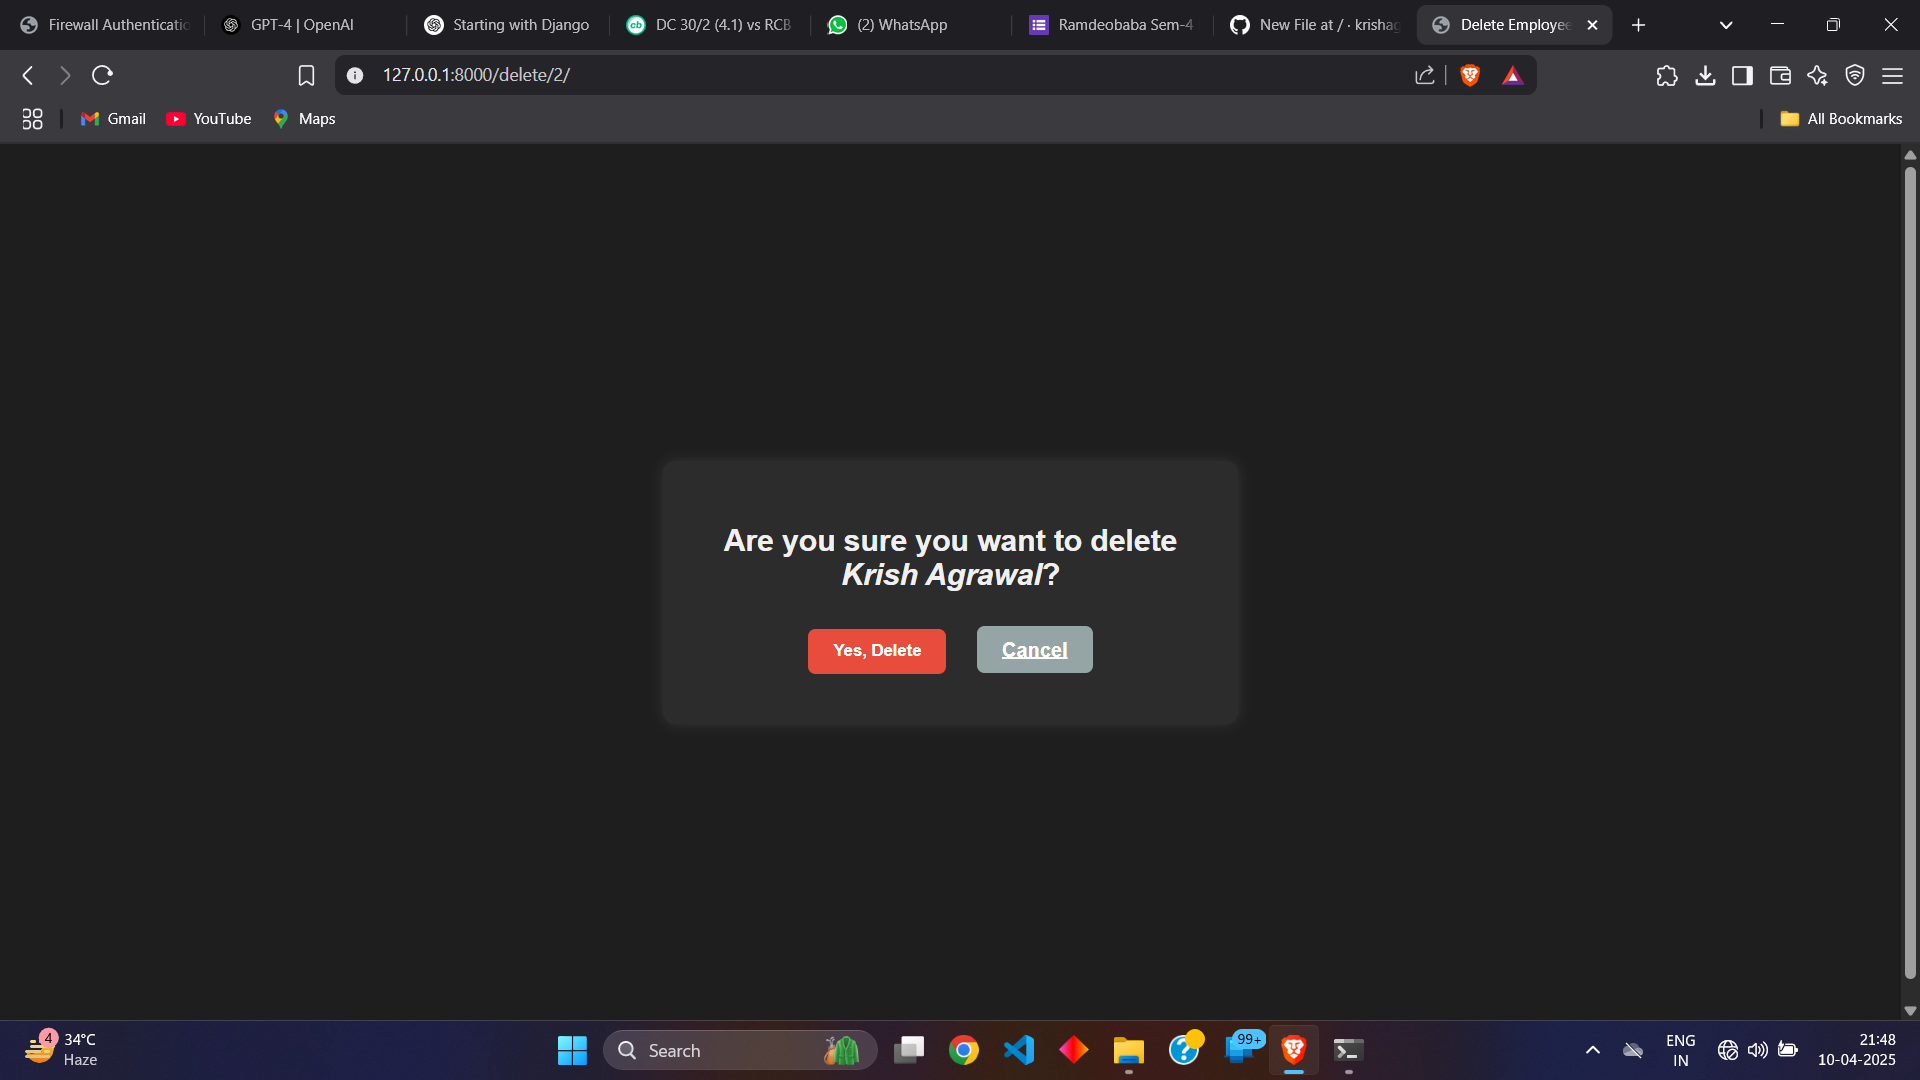 Firewall Authenticatio
GPT-4 | OpenAI
Starting with Django
DC 30/2 (4.1) vs RCB
(2) WhatsApp
Ramdeobaba Sem-4
New File at / · krishag
Delete Employee
127.0.0.1:8000/delete/2/
Gmail
YouTube
Maps
All Bookmarks
Are you sure you want to delete
Krish Agrawal?
Yes, Delete
Cancel
4
34°C
Haze
Search
99+
ENG
IN
21:48
10-04-2025